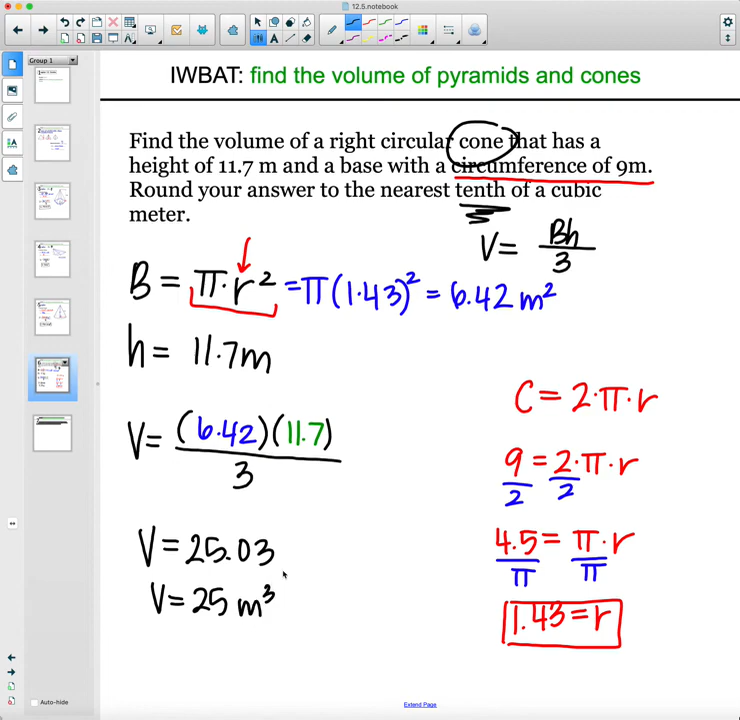 12.5.notebook
Group 1
IWBAT: find the volume of pyramids and cones
Find the volume of a right circular cone that has a
height of 11.7 m and a base with a circumference of 9m.
Round your answer to the nearest tenth of a cubic
meter.
V = Bh/3
B = π·r² = π(1.43)² = 6.42 m²
h = 11.7m
C = 2·π·r
V = (6.42)(11.7)/3
9/2 = 2·π·r/2
V = 25.03
4.5/π = π·r/π
V = 25 m³
1.43 = r
Auto-hide
Extend Page